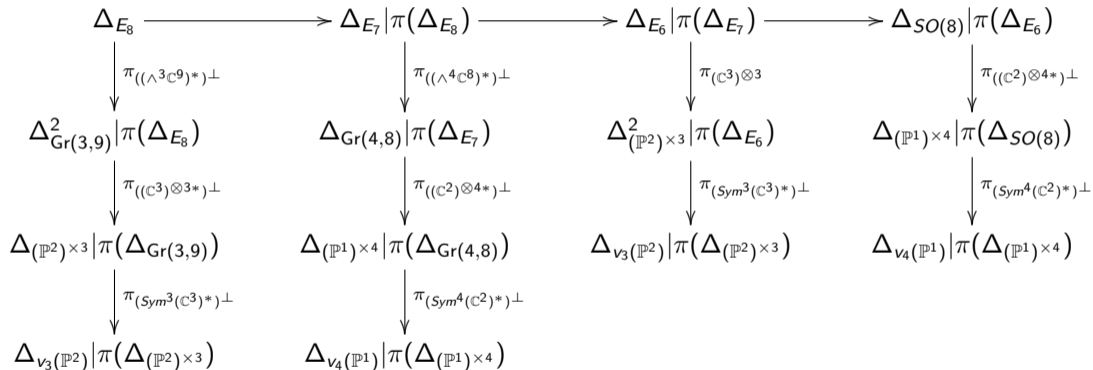 Δ_{E_8} → Δ_{E_7}|π(Δ_{E_8}) → Δ_{E_6}|π(Δ_{E_7}) → Δ_{SO(8)}|π(Δ_{E_6})
π_{((∧^3ℂ^9)*)^⊥} π_{((∧^4ℂ^8)*)^⊥} π_{(ℂ^3)^{⊗3}} π_{((ℂ^2)^{⊗4*})^⊥}
Δ^2_{Gr(3,9)}|π(Δ_{E_8}) Δ_{Gr(4,8)}|π(Δ_{E_7}) Δ^2_{(ℙ^2)^{×3}}|π(Δ_{E_6}) Δ_{(ℙ^1)^{×4}}|π(Δ_{SO(8)})
π_{((ℂ^3)^{⊗3*})^⊥} π_{((ℂ^2)^{⊗4*})^⊥} π_{(Sym^3(ℂ^3)*)^⊥} π_{(Sym^4(ℂ^2)*)^⊥}
Δ_{(ℙ^2)^{×3}}|π(Δ_{Gr(3,9)}) Δ_{(ℙ^1)^{×4}}|π(Δ_{Gr(4,8)}) Δ_{v_3(ℙ^2)}|π(Δ_{(ℙ^2)^{×3}}) Δ_{v_4(ℙ^1)}|π(Δ_{(ℙ^1)^{×4}})
π_{(Sym^3(ℂ^3)*)^⊥} π_{(Sym^4(ℂ^2)*)^⊥}
Δ_{v_3(ℙ^2)}|π(Δ_{(ℙ^2)^{×3}}) Δ_{v_4(ℙ^1)}|π(Δ_{(ℙ^1)^{×4}})